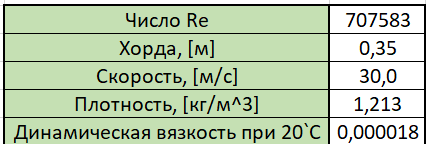 Число Re 707583
Хорда, [м] 0,35
Скорость, [м/с] 30,0
Плотность, [кг/м^3] 1,213
Динамическая вязкость при 20`C 0,000018